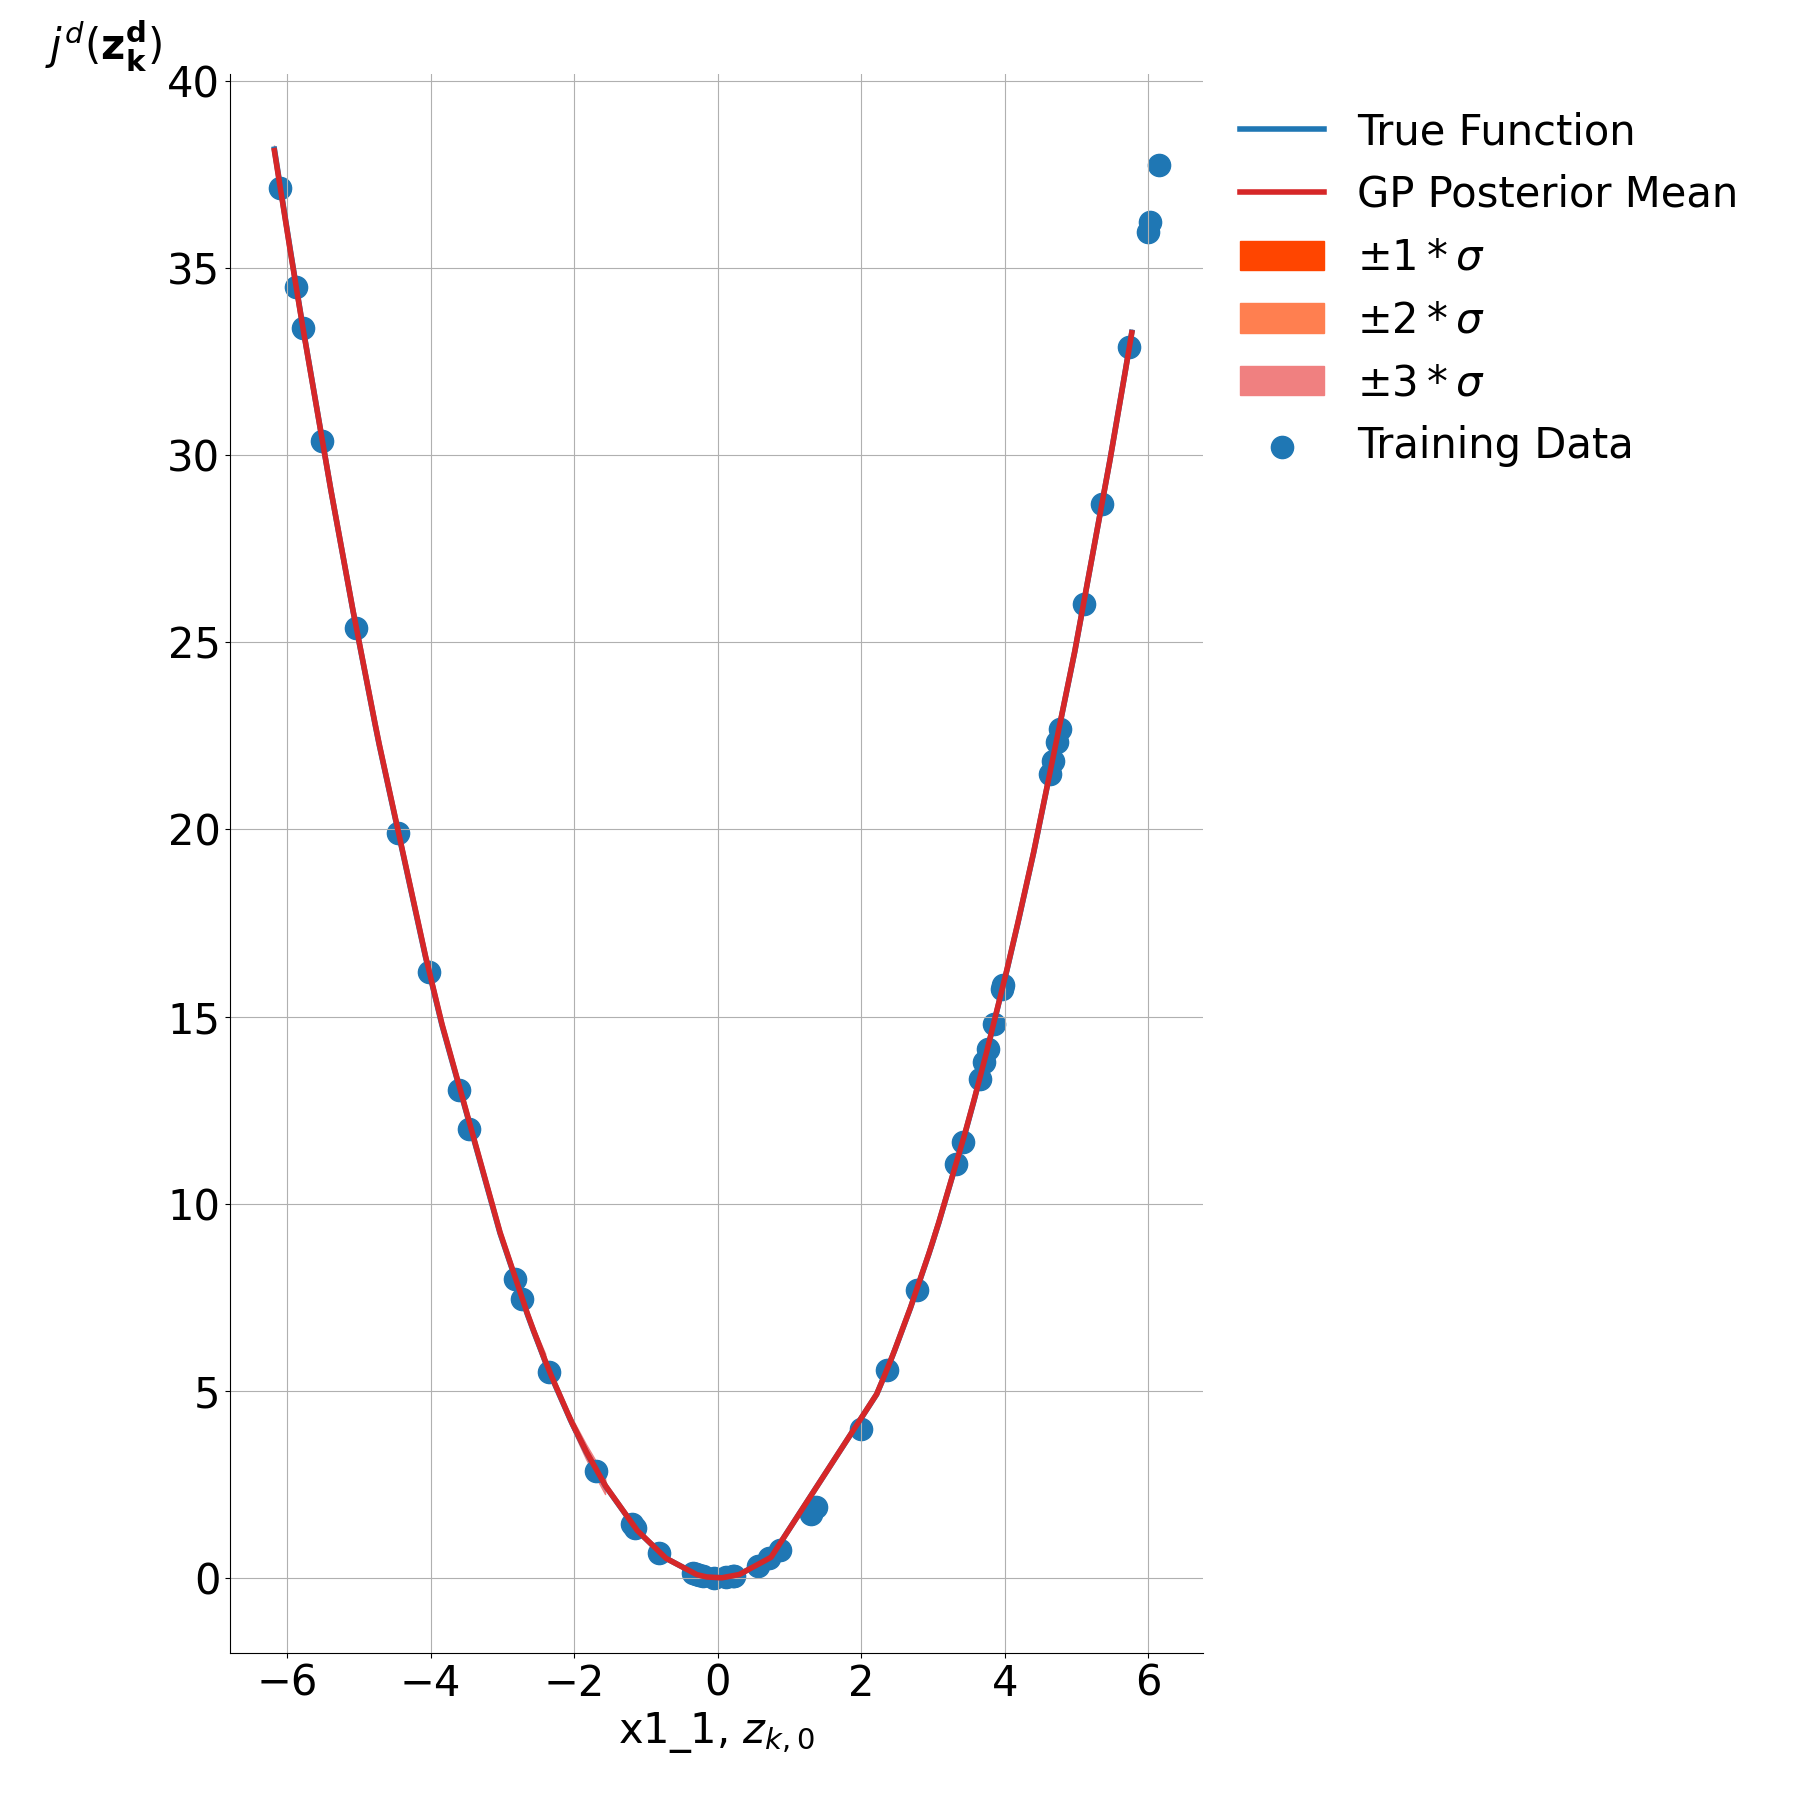 j^d(z_k^d)
40
35
30
25
20
15
10
5
0
−6 −4 −2 0 2 4 6
x1_1, z_{k,0}
True Function
GP Posterior Mean
±1 * σ
±2 * σ
±3 * σ
Training Data